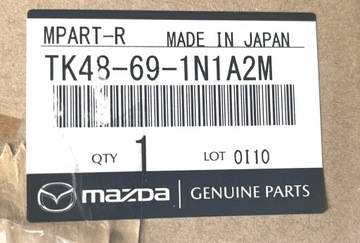 MPART-R MADE IN JAPAN
TK48-69-1N1A2M
QTY 1 LOT 0I10
mazda GENUINE PARTS